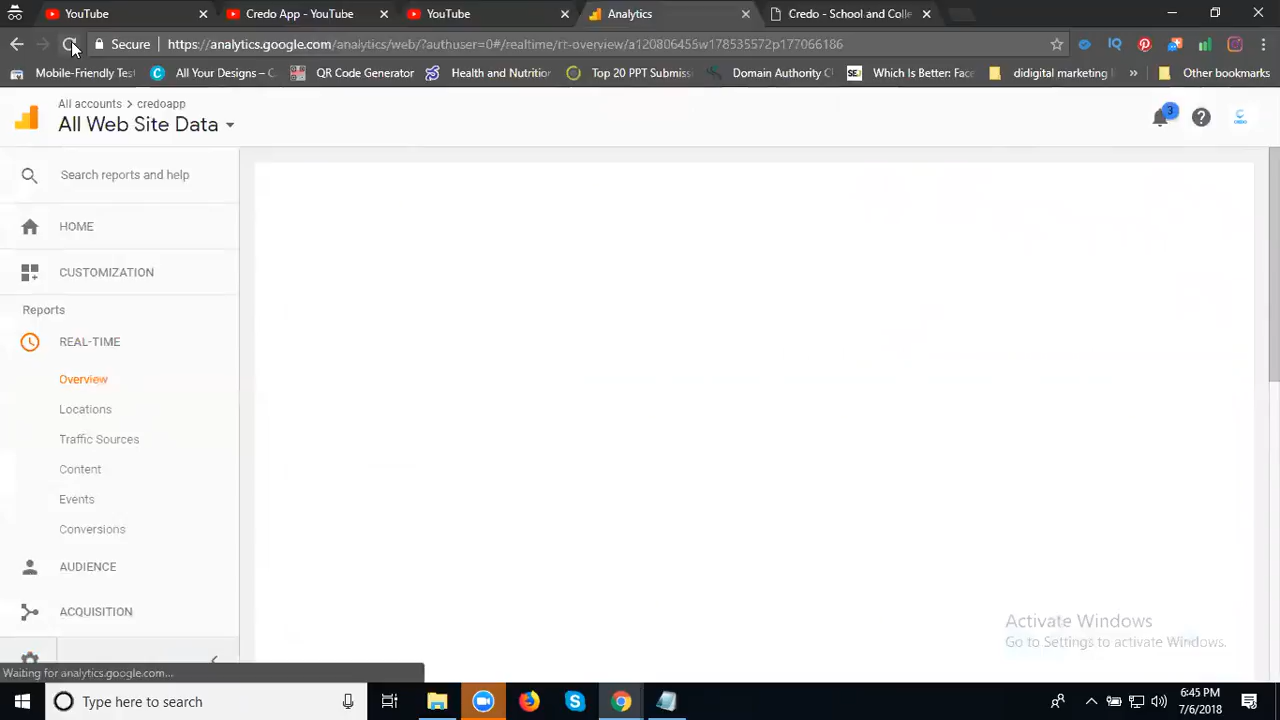 YouTube
Credo App - YouTube
YouTube
Analytics
Credo - School and Colle
Secure
https://analytics.google.com/analytics/web/?authuser=0#/realtime/rt-overview/a120806455w178535572p177066186
Mobile-Friendly Test
All Your Designs – C
QR Code Generator
Health and Nutrition
Top 20 PPT Submiss
Domain Authority C
SEJ
Which Is Better: Face
didigital marketing
»
Other bookmarks
All accounts > credoapp
All Web Site Data
3
Search reports and help
HOME
CUSTOMIZATION
Reports
REAL-TIME
Overview
Locations
Traffic Sources
Content
Events
Conversions
AUDIENCE
ACQUISITION
Activate Windows
Go to Settings to activate Windows.
Waiting for analytics.google.com...
Type here to search
6:45 PM
7/6/2018